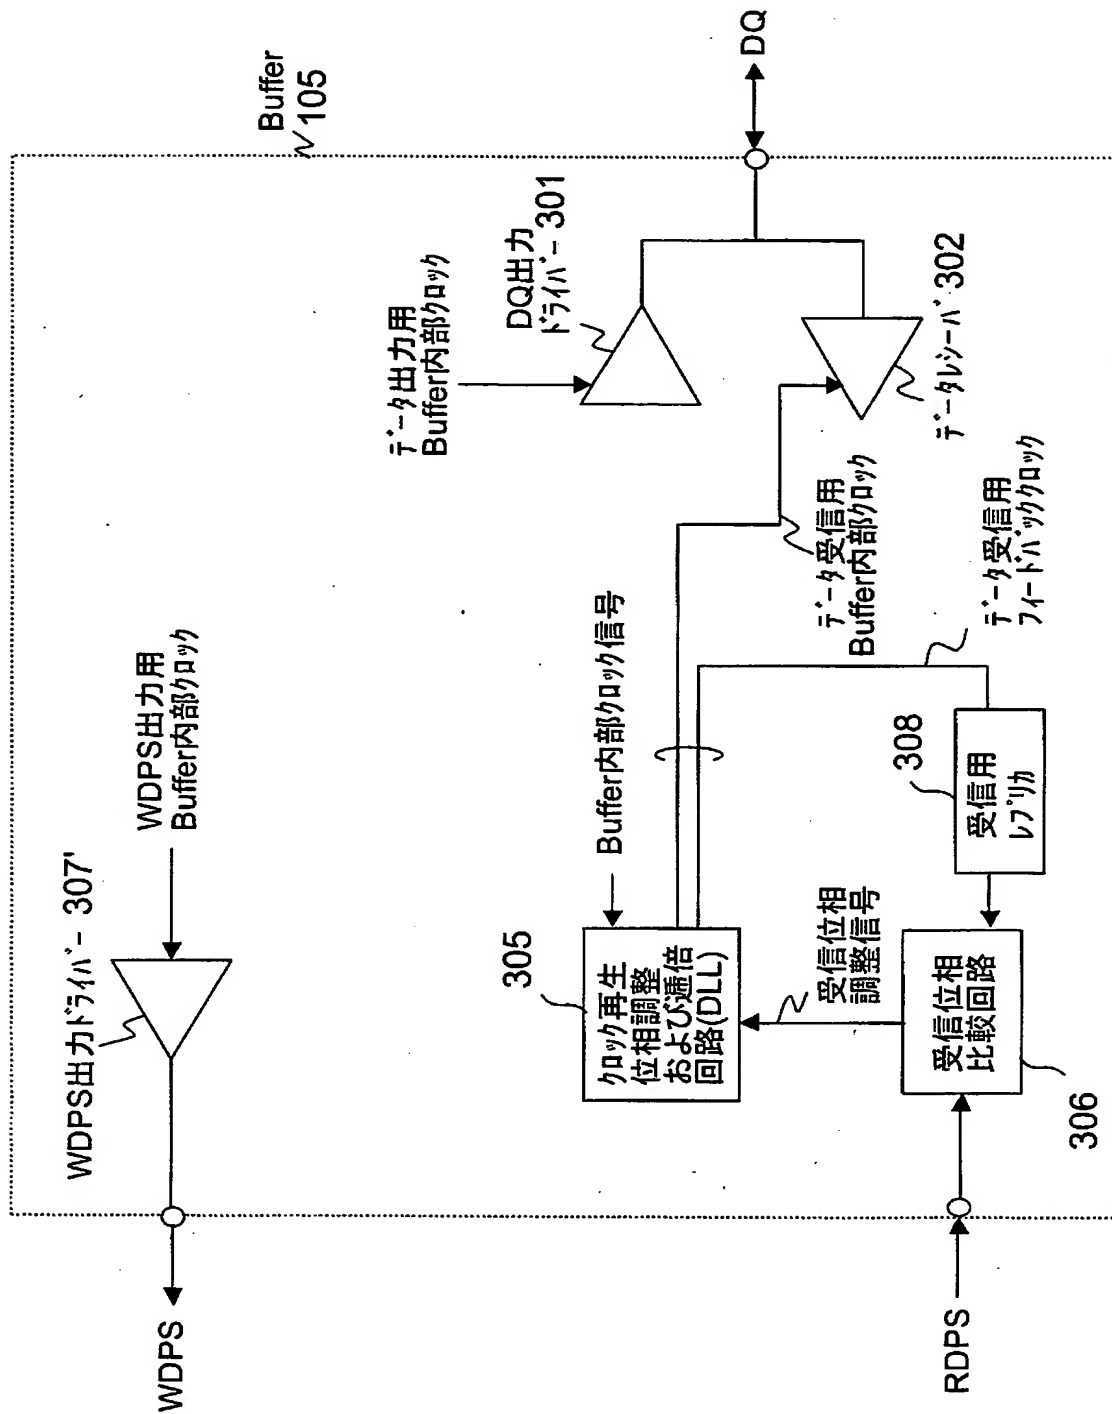 Buffer
105
WDPS
WDPS出力ドライバー 307'
WDPS出力用
Buffer内部クロック
データ出力用
Buffer内部クロック
DQ出力
ドライバー 301
DQ
データレシーバ 302
データ受信用
Buffer内部クロック
Buffer内部クロック信号
305
クロック再生
位相調整
および逓倍
回路(DLL)
データ受信用
フィードバッククロック
308
受信用
レプリカ
受信位相
調整信号
受信位相
比較回路
306
RDPS